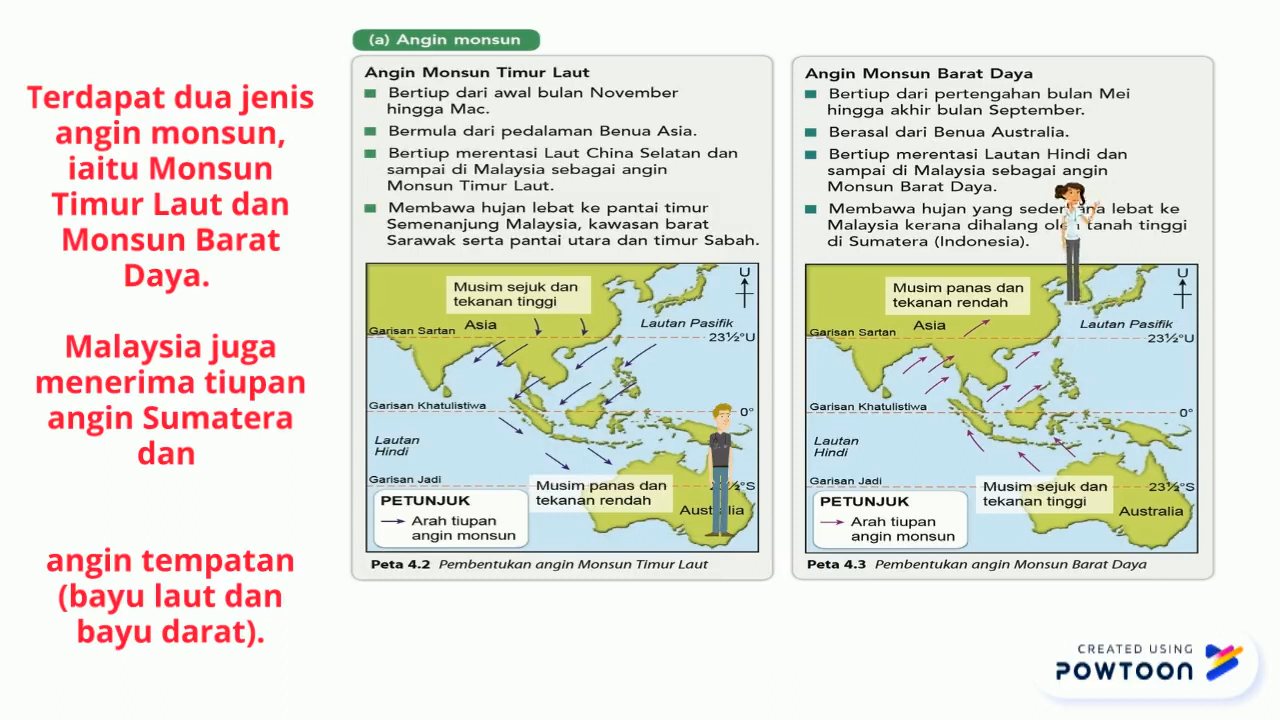 Terdapat dua jenis
angin monsun,
iaitu Monsun
Timur Laut dan
Monsun Barat
Daya.
Malaysia juga
menerima tiupan
angin Sumatera
dan
angin tempatan
(bayu laut dan
bayu darat).
(a) Angin monsun
Angin Monsun Timur Laut
Bertiup dari awal bulan November
hingga Mac.
Bermula dari pedalaman Benua Asia.
Bertiup merentasi Laut China Selatan dan
sampai di Malaysia sebagai angin
Monsun Timur Laut.
Membawa hujan lebat ke pantai timur
Semenanjung Malaysia, kawasan barat
Sarawak serta pantai utara dan timur Sabah.
Musim sejuk dan
tekanan tinggi
U
Asia
Lautan Pasifik
Garisan Sartan
23½°U
Garisan Khatulistiwa
0°
Lautan
Hindi
Garisan Jadi
Musim panas dan
tekanan rendah
PETUNJUK
Arah tiupan
angin monsun
Peta 4.2 Pembentukan angin Monsun Timur Laut
Angin Monsun Barat Daya
Bertiup dari pertengahan bulan Mei
hingga akhir bulan September.
Berasal dari Benua Australia.
Bertiup merentasi Lautan Hindi dan
sampai di Malaysia sebagai angin
Monsun Barat Daya.
Membawa hujan yang lebat ke
Malaysia kerana dihalang tanah tinggi
di Sumatera (Indonesia).
Musim panas dan
tekanan rendah
U
Asia
Lautan Pasifik
Garisan Sartan
23½°U
Garisan Khatulistiwa
0°
Lautan
Hindi
Garisan Jadi
Musim sejuk dan
tekanan tinggi
23½°S
Australia
PETUNJUK
Arah tiupan
angin monsun
Peta 4.3 Pembentukan angin Monsun Barat Daya
CREATED USING
POWTOON